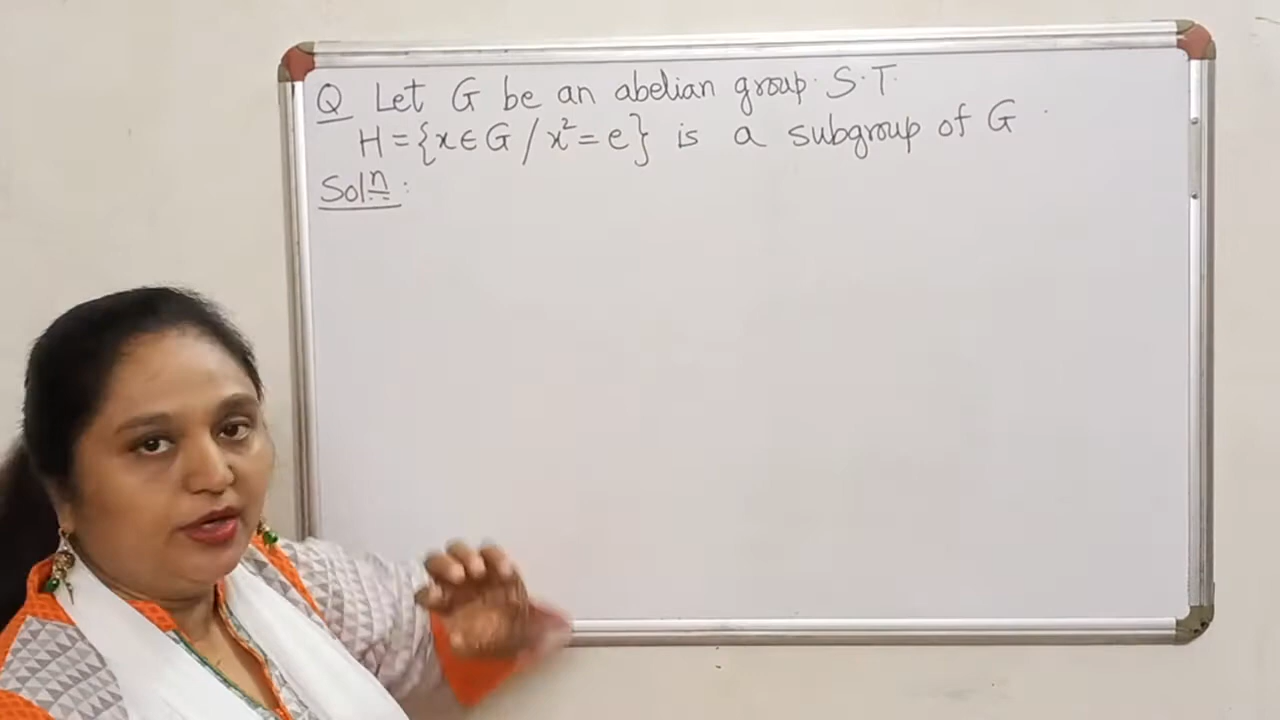 Q Let G be an abelian group. S.T.
H = {x ∈ G / x² = e} is a subgroup of G.
Solⁿ: